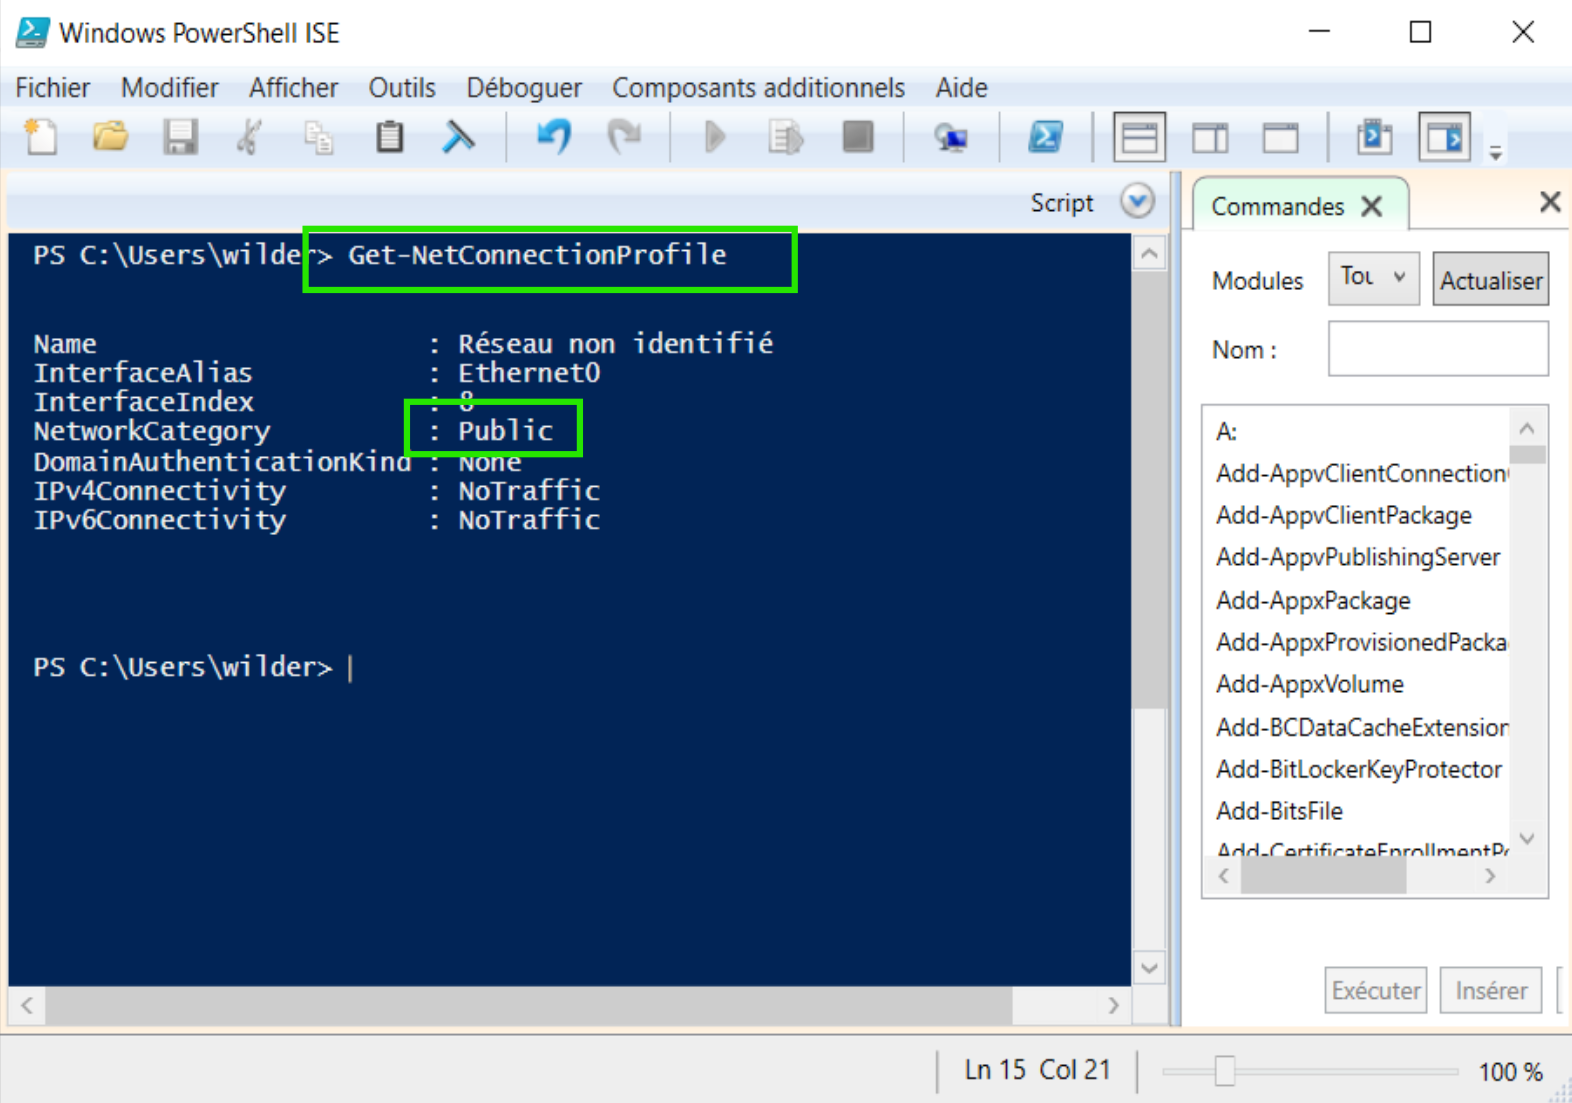 Windows PowerShell ISE
Fichier Modifier Afficher Outils Déboguer Composants additionnels Aide
Script
PS C:\Users\wilder> Get-NetConnectionProfile
Name : Réseau non identifié
InterfaceAlias : Ethernet0
InterfaceIndex : 8
NetworkCategory : Public
DomainAuthenticationKind : None
IPv4Connectivity : NoTraffic
IPv6Connectivity : NoTraffic
PS C:\Users\wilder>
Commandes
Modules Tou Actualiser
Nom :
A:
Add-AppvClientConnection
Add-AppvClientPackage
Add-AppvPublishingServer
Add-AppxPackage
Add-AppxProvisionedPacka
Add-AppxVolume
Add-BCDataCacheExtension
Add-BitLockerKeyProtector
Add-BitsFile
Add-CertificateEnrollmentPo
Exécuter Insérer
Ln 15 Col 21 100 %